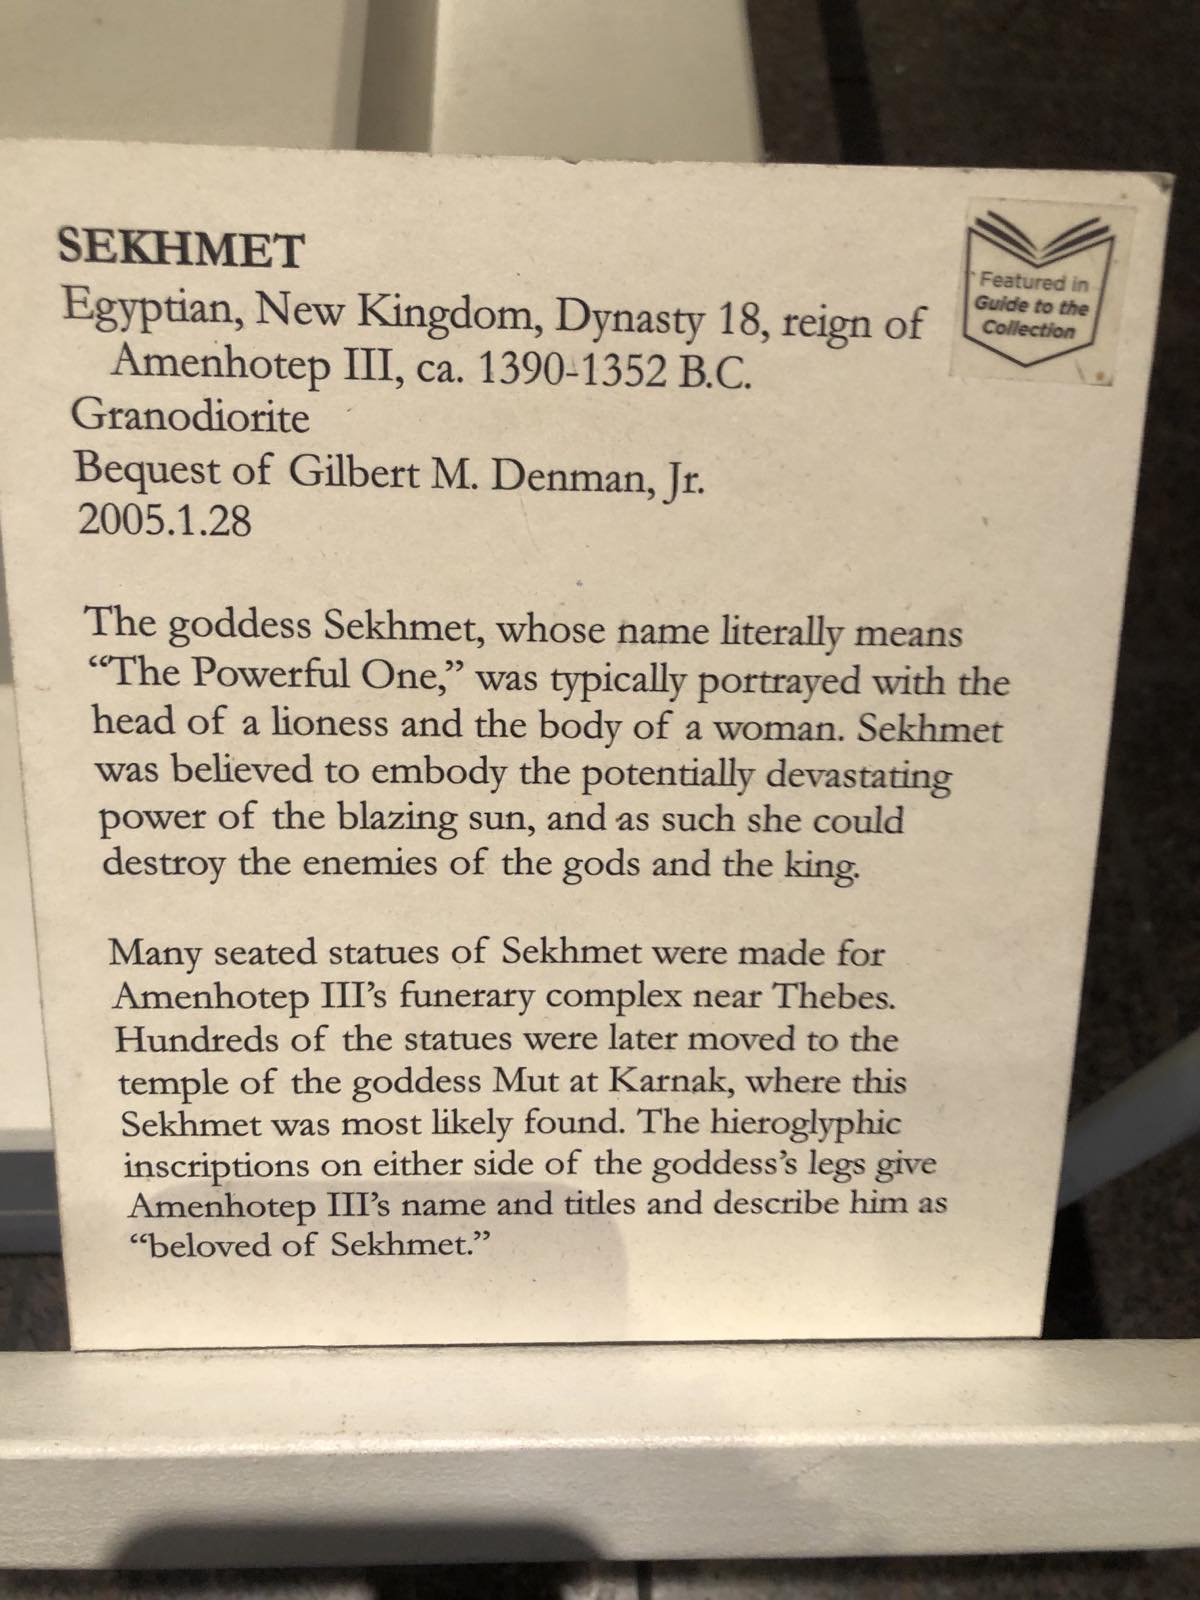 SEKHMET
Egyptian, New Kingdom, Dynasty 18, reign of
Amenhotep III, ca. 1390-1352 B.C.
Granodiorite
Bequest of Gilbert M. Denman, Jr.
2005.1.28
Featured in
Guide to the
Collection
The goddess Sekhmet, whose name literally means
“The Powerful One,” was typically portrayed with the
head of a lioness and the body of a woman. Sekhmet
was believed to embody the potentially devastating
power of the blazing sun, and as such she could
destroy the enemies of the gods and the king.
Many seated statues of Sekhmet were made for
Amenhotep III’s funerary complex near Thebes.
Hundreds of the statues were later moved to the
temple of the goddess Mut at Karnak, where this
Sekhmet was most likely found. The hieroglyphic
inscriptions on either side of the goddess’s legs give
Amenhotep III’s name and titles and describe him as
“beloved of Sekhmet.”